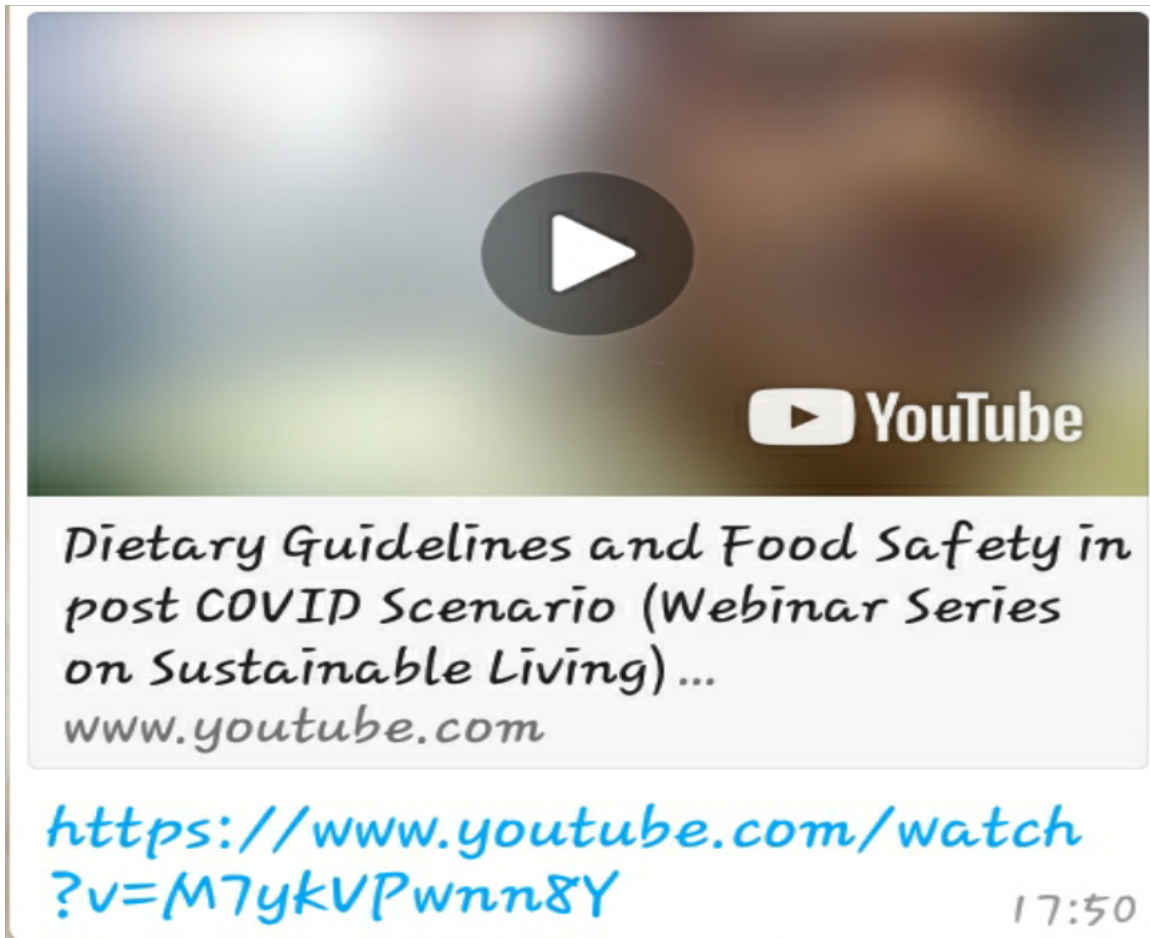 YouTube
Dietary Guidelines and Food Safety in
post COVID Scenario (Webinar Series
on Sustainable Living) ...
www.youtube.com
https://www.youtube.com/watch
?v=M7ykVPwnn8Y
17:50